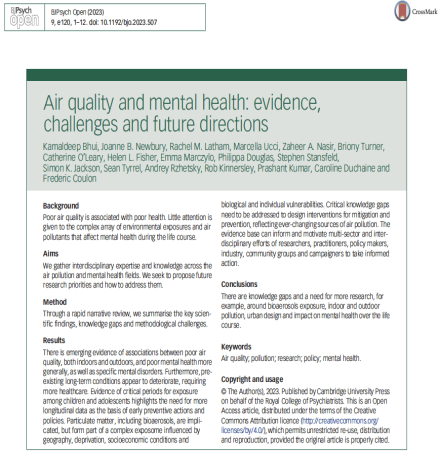 BJPsych
open
BJPsych Open (2023)
9, e120, 1–12. doi: 10.1192/bjo.2023.507
CrossMark
Air quality and mental health: evidence,
challenges and future directions
Kamaldeep Bhui, Joanne B. Newbury, Rachel M. Latham, Marcella Ucci, Zaheer A. Nasir, Briony Turner,
Catherine O'Leary, Helen L. Fisher, Emma Marczylo, Philippa Douglas, Stephen Stansfeld,
Simon K. Jackson, Sean Tyrrel, Andrey Rzhetsky, Rob Kinnersley, Prashant Kumar, Caroline Duchaine and
Frederic Coulon
Background
Poor air quality is associated with poor health. Little attention is
given to the complex array of environmental exposures and air
pollutants that affect mental health during the life course.
Aims
We gather interdisciplinary expertise and knowledge across the
air pollution and mental health fields. We seek to propose future
research priorities and how to address them.
Method
Through a rapid narrative review, we summarise the key scien-
tific findings, knowledge gaps and methodological challenges.
Results
There is emerging evidence of associations between poor air
quality, both indoors and outdoors, and poor mental health more
generally, as well as specific mental disorders. Furthermore, pre-
existing long-term conditions appear to deteriorate, requiring
more healthcare. Evidence of critical periods for exposure
among children and adolescents highlights the need for more
longitudinal data as the basis of early preventive actions and
policies. Particulate matter, including bioaerosols, are impli-
cated, but form part of a complex exposome influenced by
geography, deprivation, socioeconomic conditions and
biological and individual vulnerabilities. Critical knowledge gaps
need to be addressed to design interventions for mitigation and
prevention, reflecting ever-changing sources of air pollution. The
evidence base can inform and motivate multi-sector and inter-
disciplinary efforts of researchers, practitioners, policy makers,
industry, community groups and campaigners to take informed
action.
Conclusions
There are knowledge gaps and a need for more research, for
example, around bioaerosols exposure, indoor and outdoor
pollution, urban design and impact on mental health over the life
course.
Keywords
Air quality; pollution; research; policy; mental health.
Copyright and usage
© The Author(s), 2023. Published by Cambridge University Press
on behalf of the Royal College of Psychiatrists. This is an Open
Access article, distributed under the terms of the Creative
Commons Attribution licence (http://creativecommons.org/
licenses/by/4.0/), which permits unrestricted re-use, distribution
and reproduction, provided the original article is properly cited.